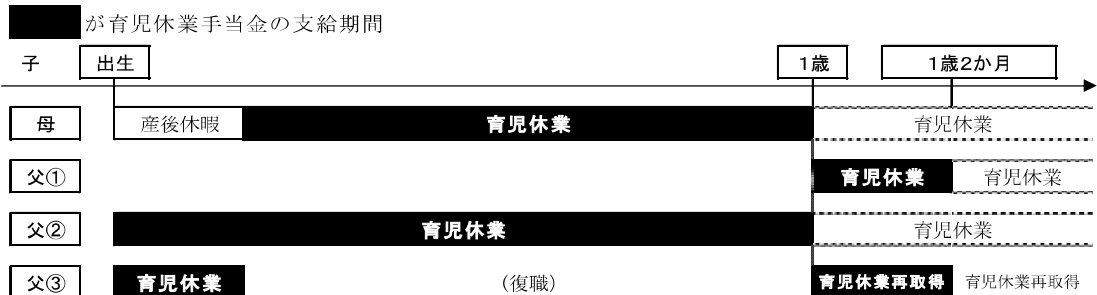 が育児休業手当金の支給期間
子 出生 1歳 1歳2か月
母 産後休暇 育児休業 育児休業
父① 育児休業 育児休業
父② 育児休業 育児休業
父③ 育児休業 (復職) 育児休業再取得 育児休業再取得